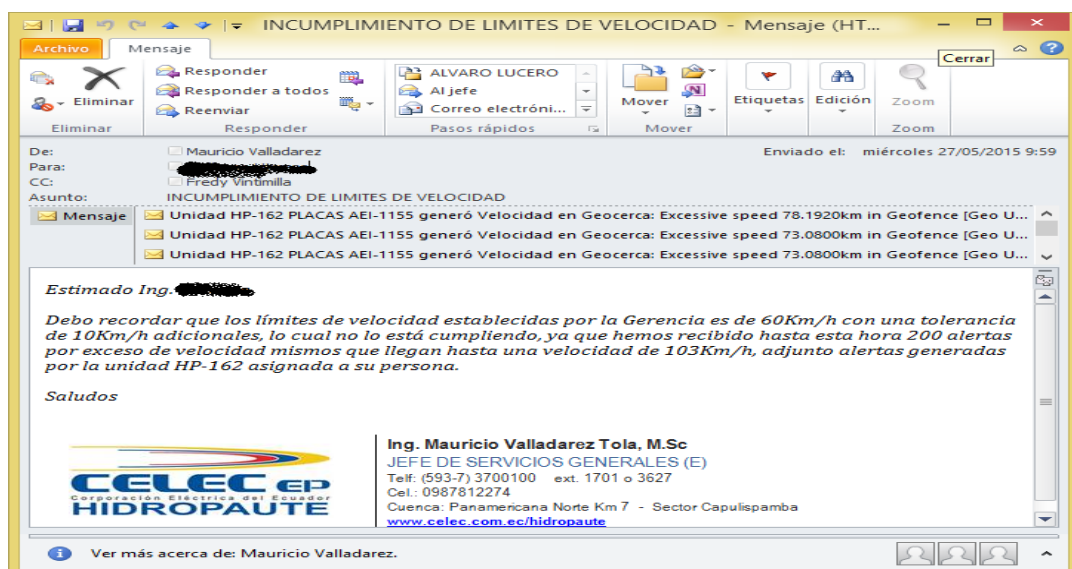 INCUMPLIMIENTO DE LIMITES DE VELOCIDAD - Mensaje (HT...
Archivo Mensaje
Cerrar
Eliminar
Responder
Responder a todos
Reenviar
ALVARO LUCERO
Al jefe
Correo electróni...
Mover
Etiquetas
Edición
Zoom
Eliminar Responder Pasos rápidos Mover Zoom
De: Mauricio Valladarez Enviado el: miércoles 27/05/2015 9:59
Para:
CC: Fredy Vintimilla
Asunto: INCUMPLIMIENTO DE LIMITES DE VELOCIDAD
Mensaje
Unidad HP-162 PLACAS AEI-1155 generó Velocidad en Geocerca: Excessive speed 78.1920km in Geofence [Geo U...
Unidad HP-162 PLACAS AEI-1155 generó Velocidad en Geocerca: Excessive speed 73.0800km in Geofence [Geo U...
Unidad HP-162 PLACAS AEI-1155 generó Velocidad en Geocerca: Excessive speed 73.0800km in Geofence [Geo U...
Estimado Ing.
Debo recordar que los límites de velocidad establecidas por la Gerencia es de 60Km/h con una tolerancia
de 10Km/h adicionales, lo cual no lo está cumpliendo, ya que hemos recibido hasta esta hora 200 alertas
por exceso de velocidad mismos que llegan hasta una velocidad de 103Km/h, adjunto alertas generadas
por la unidad HP-162 asignada a su persona.
Saludos
CELEC EP
Corporación Eléctrica del Ecuador
HIDROPAUTE
Ing. Mauricio Valladarez Tola, M.Sc
JEFE DE SERVICIOS GENERALES (E)
Telf: (593-7) 3700100 ext. 1701 o 3627
Cel.: 0987812274
Cuenca: Panamericana Norte Km 7 - Sector Capulispamba
www.celec.com.ec/hidropaute
Ver más acerca de: Mauricio Valladarez.